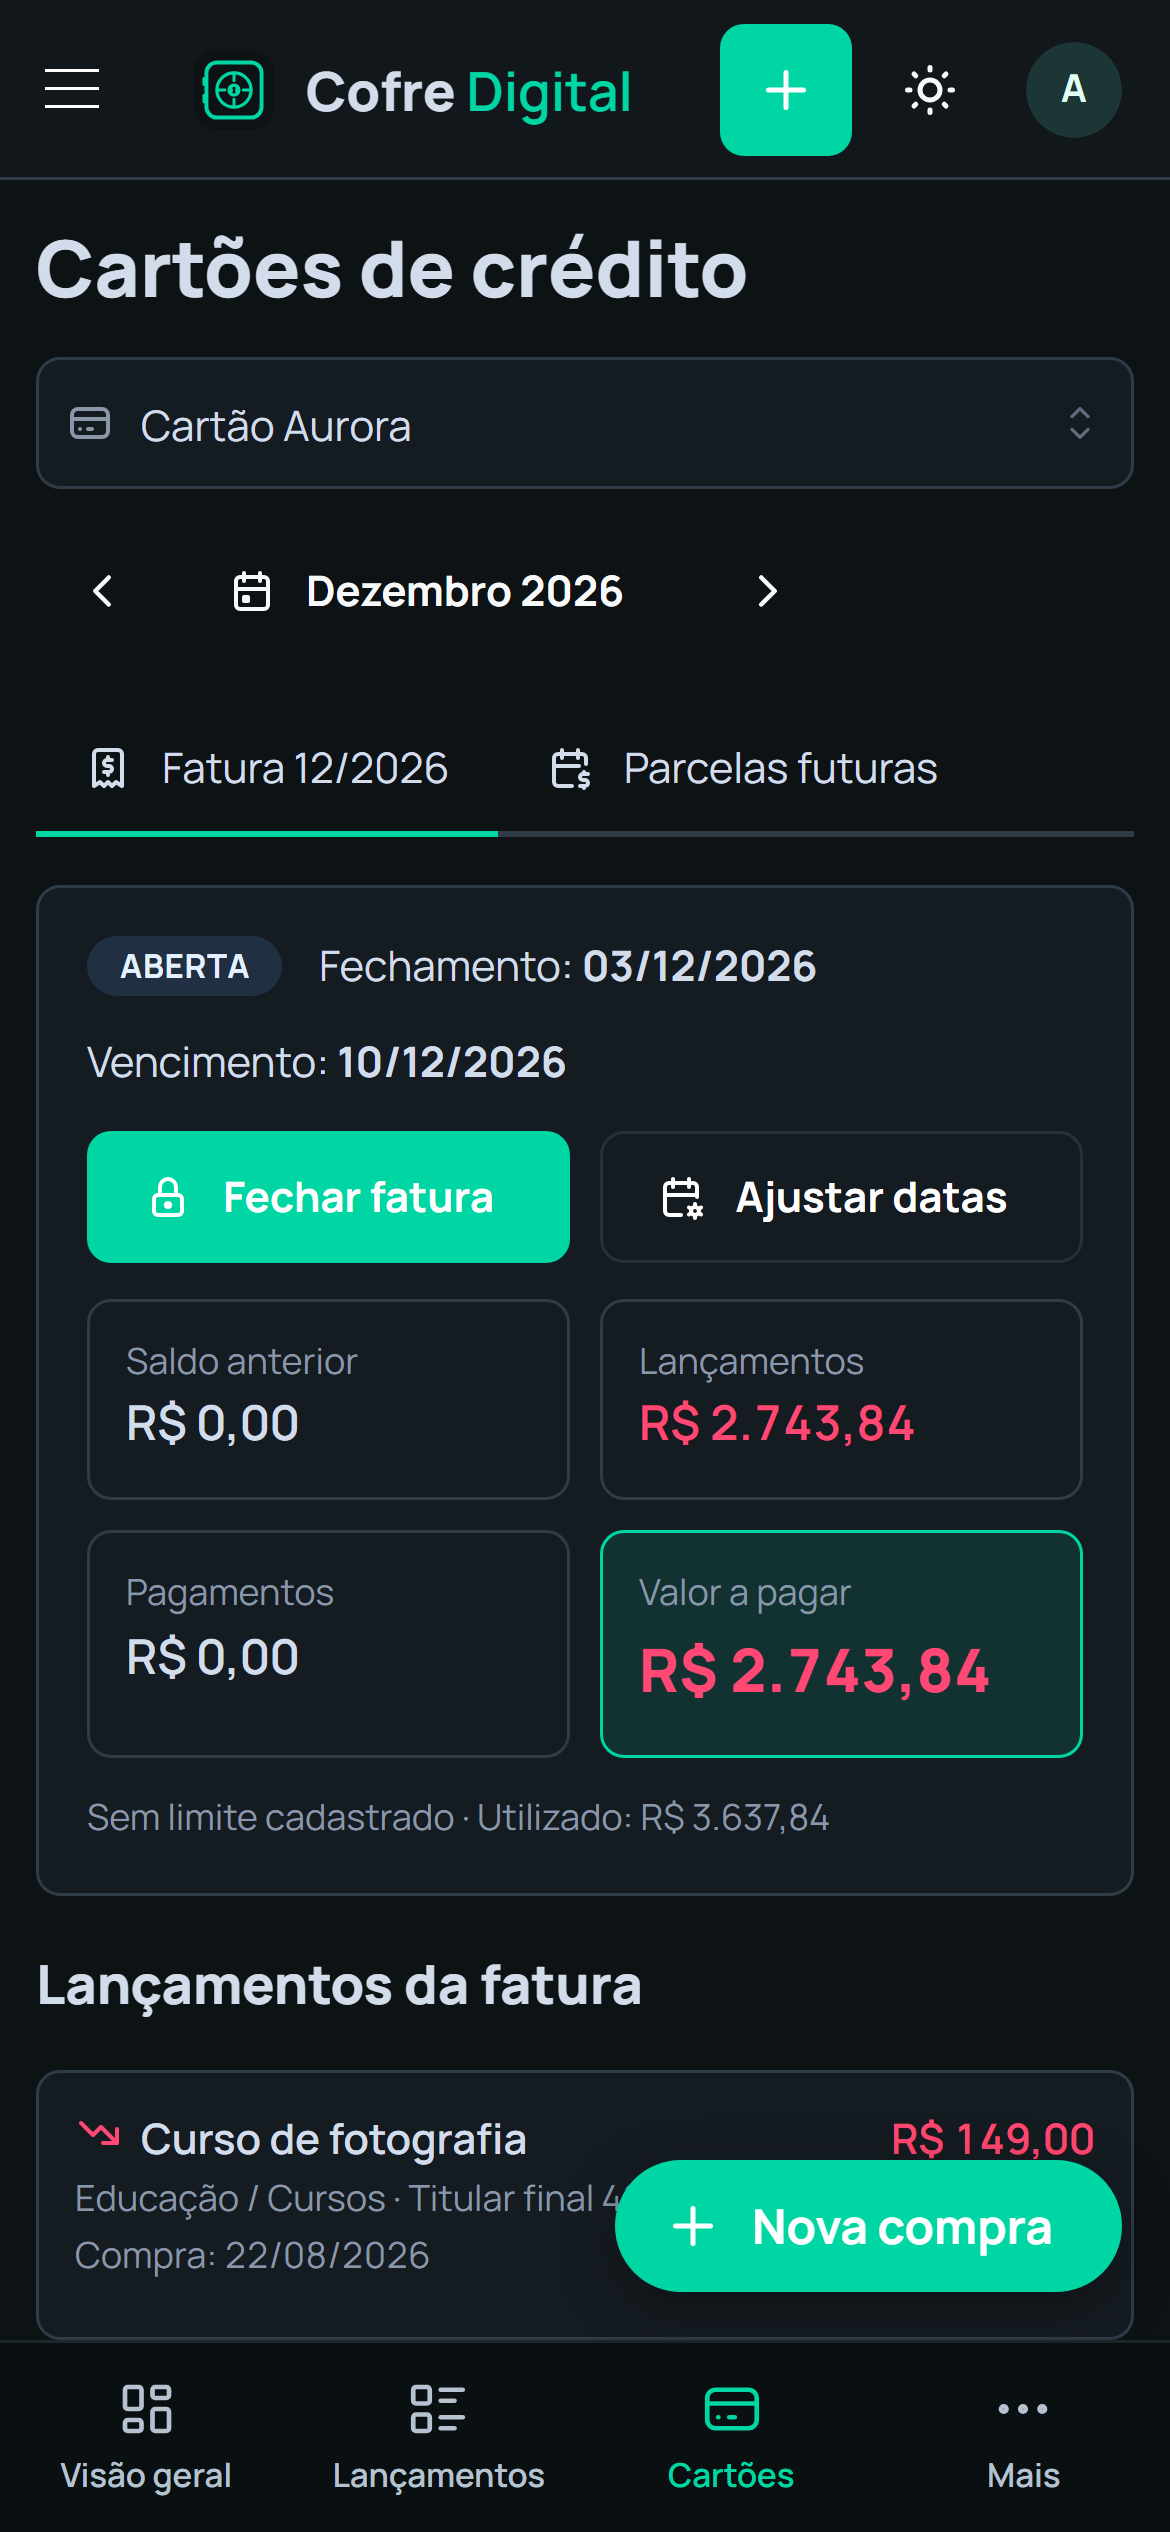 Cofre Digital
A
Cartões de crédito
Cartão Aurora
Dezembro 2026
Fatura 12/2026
Parcelas futuras
ABERTA
Fechamento: 03/12/2026
Vencimento: 10/12/2026
Fechar fatura
Ajustar datas
Saldo anterior
R$ 0,00
Lançamentos
R$ 2.743,84
Pagamentos
R$ 0,00
Valor a pagar
R$ 2.743,84
Sem limite cadastrado · Utilizado: R$ 3.637,84
Lançamentos da fatura
Curso de fotografia
R$ 149,00
Educação / Cursos · Titular final
Compra: 22/08/2026
Nova compra
Visão geral
Lançamentos
Cartões
Mais